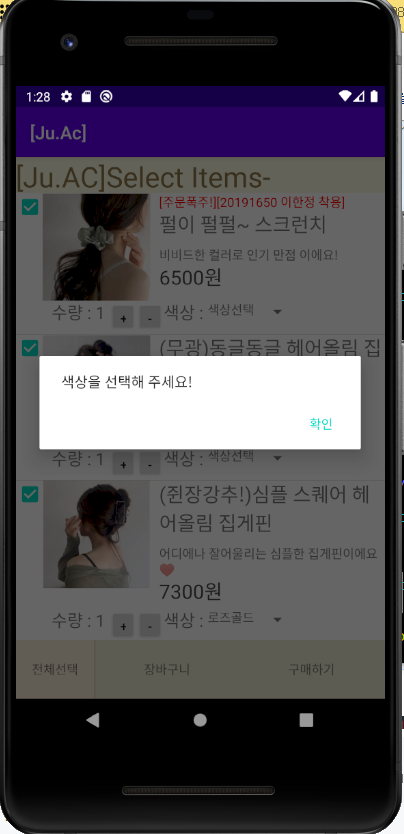 1:28
[Ju.Ac]
[Ju.AC]Select Items-
[주문폭주!][20191650 이한정 착용]
펄이 펄펄~ 스크런치
비비드한 컬러로 인기 만점 이에요!
6500원
수량 : 1 + - 색상 : 색상선택
(무광)동글동글 헤어올림 집
색상을 선택해 주세요!
확인
수량 : 1 + - 색상 : 색상선택
(쥔장강추!)심플 스퀘어 헤
어올림 집게핀
어디에나 잘어울리는 심플한 집게핀이에요
❤️
7300원
수량 : 1 + - 색상 : 로즈골드
전체선택 장바구니 구매하기